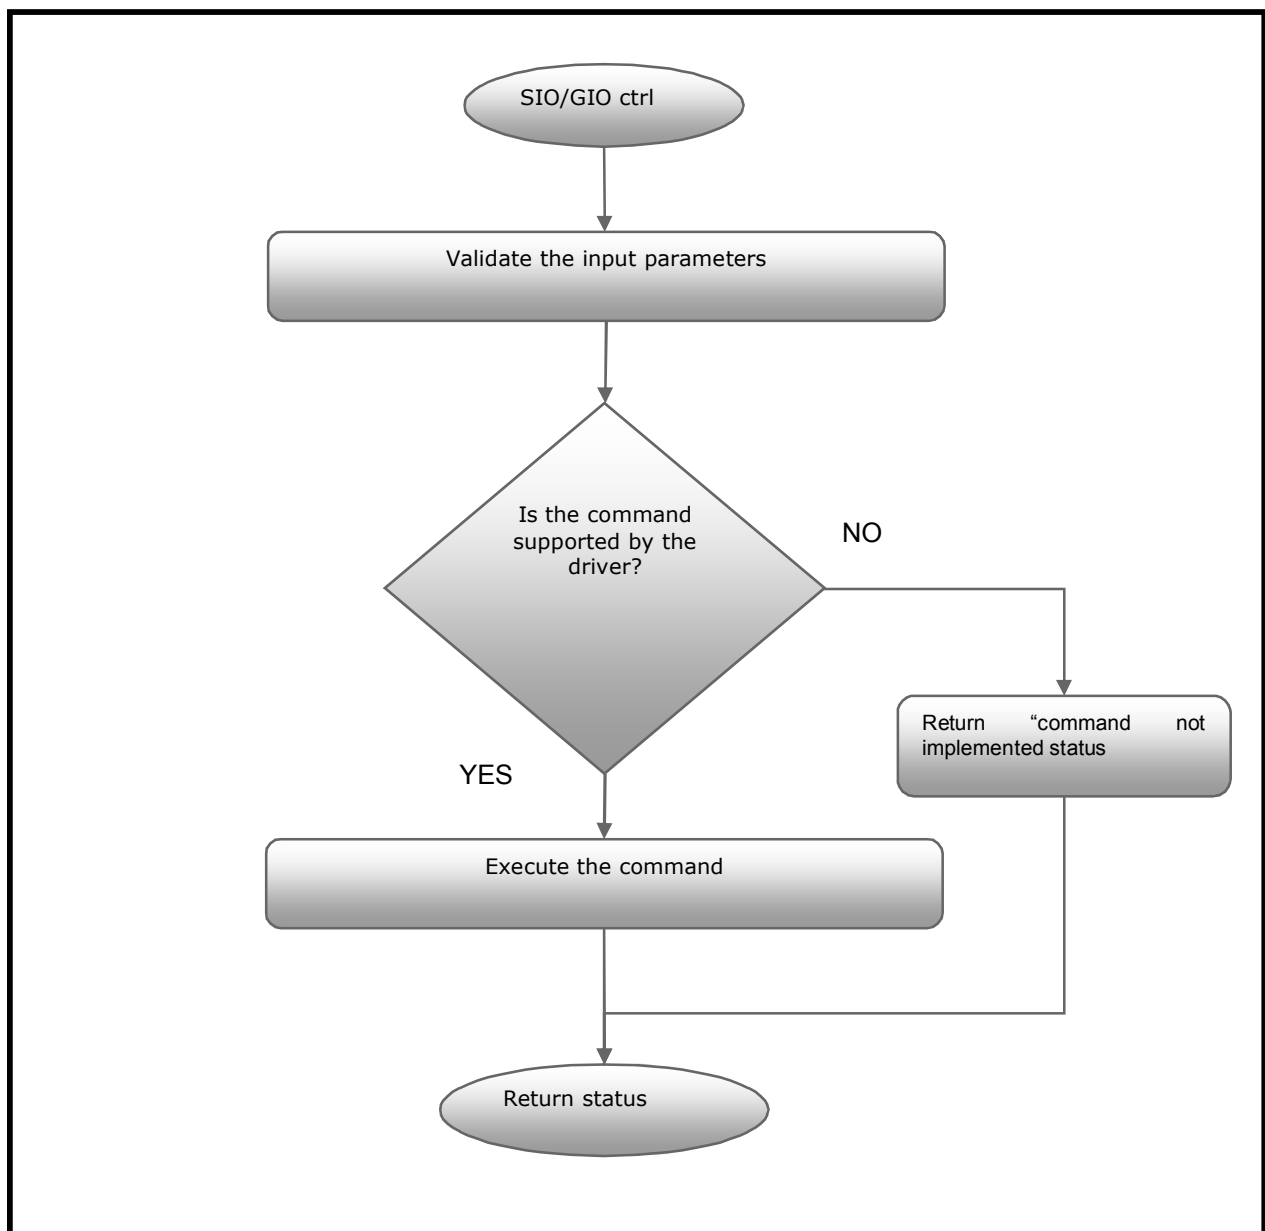 SIO/GIO ctrl
Validate the input parameters
Is the command
supported by the
driver?
NO
Return “command not
implemented status
YES
Execute the command
Return status